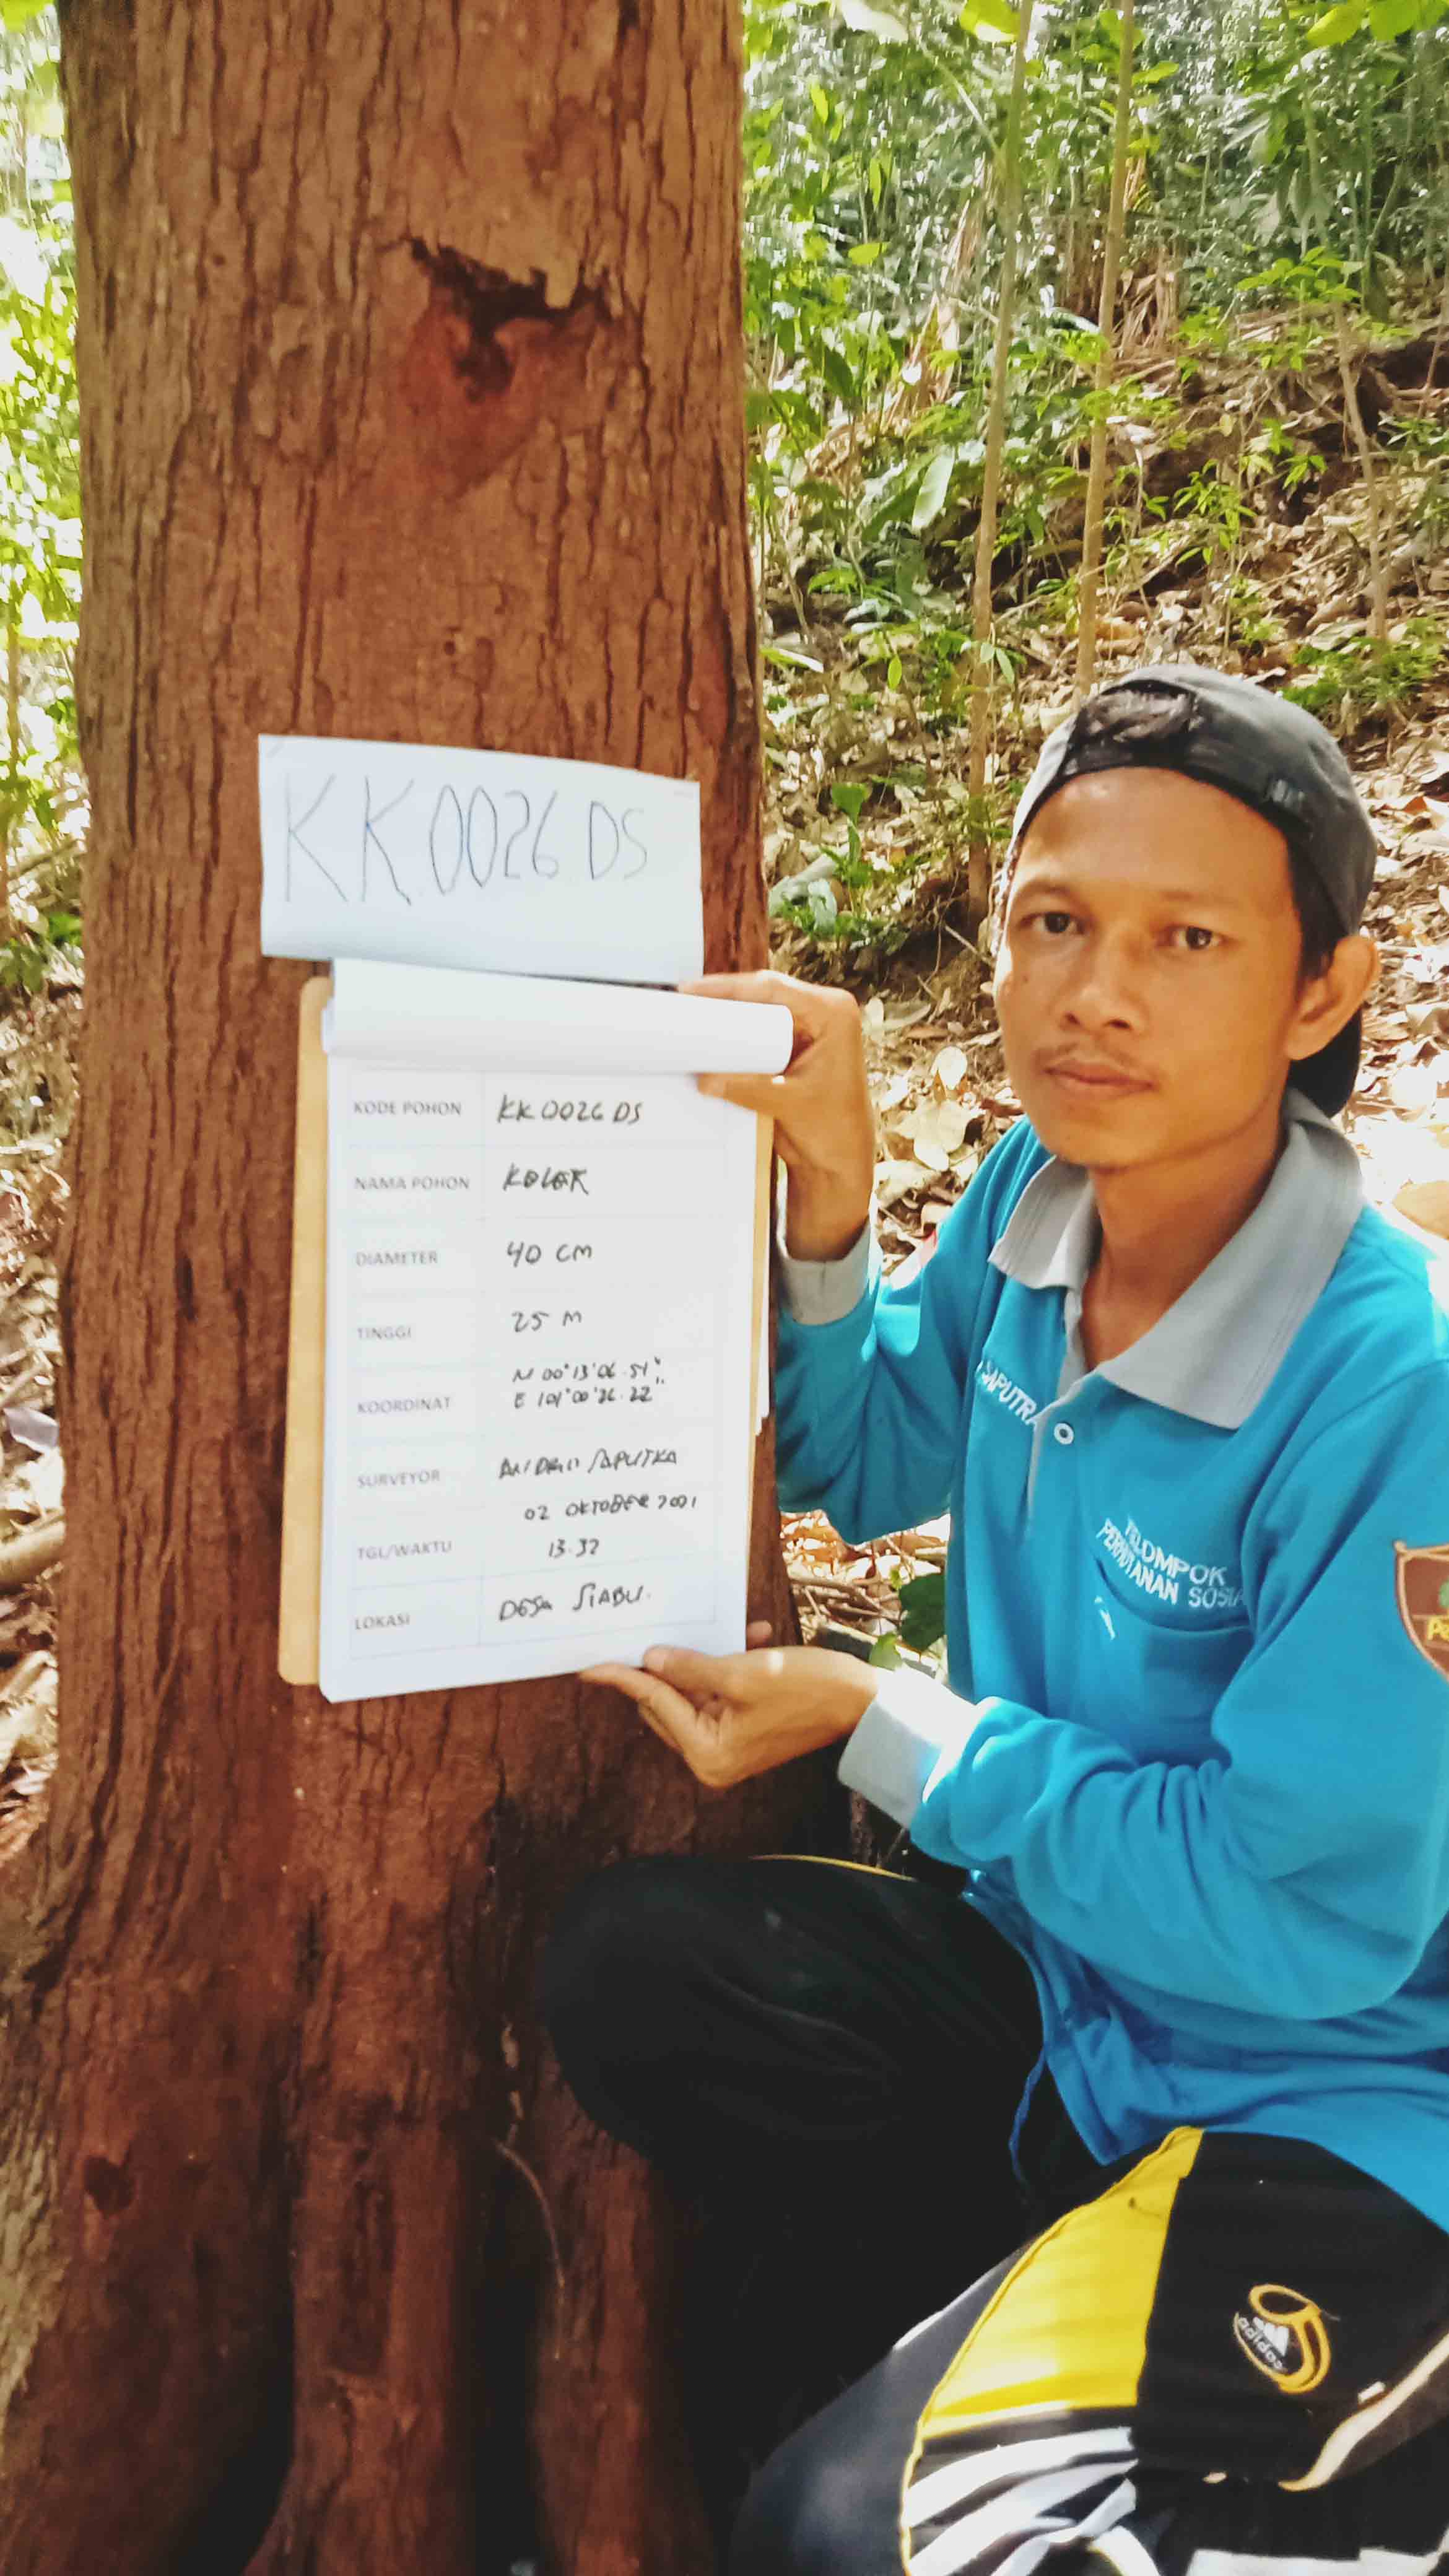 KK.0026.DS
KODE POHON KK 0026 DS
NAMA POHON KELAK
DIAMETER 40 CM
TINGGI 25 M
KOORDINAT N 00°13'06.51"
E 101°00'26.22"
SURVEYOR ANDRI SAPUTRA
TGL/WAKTU 02 OKTOBER 2021
13.32
LOKASI DESA SIABU.
SAPUTRA
KELOMPOK
PERHUTANAN SOSIA
adidas